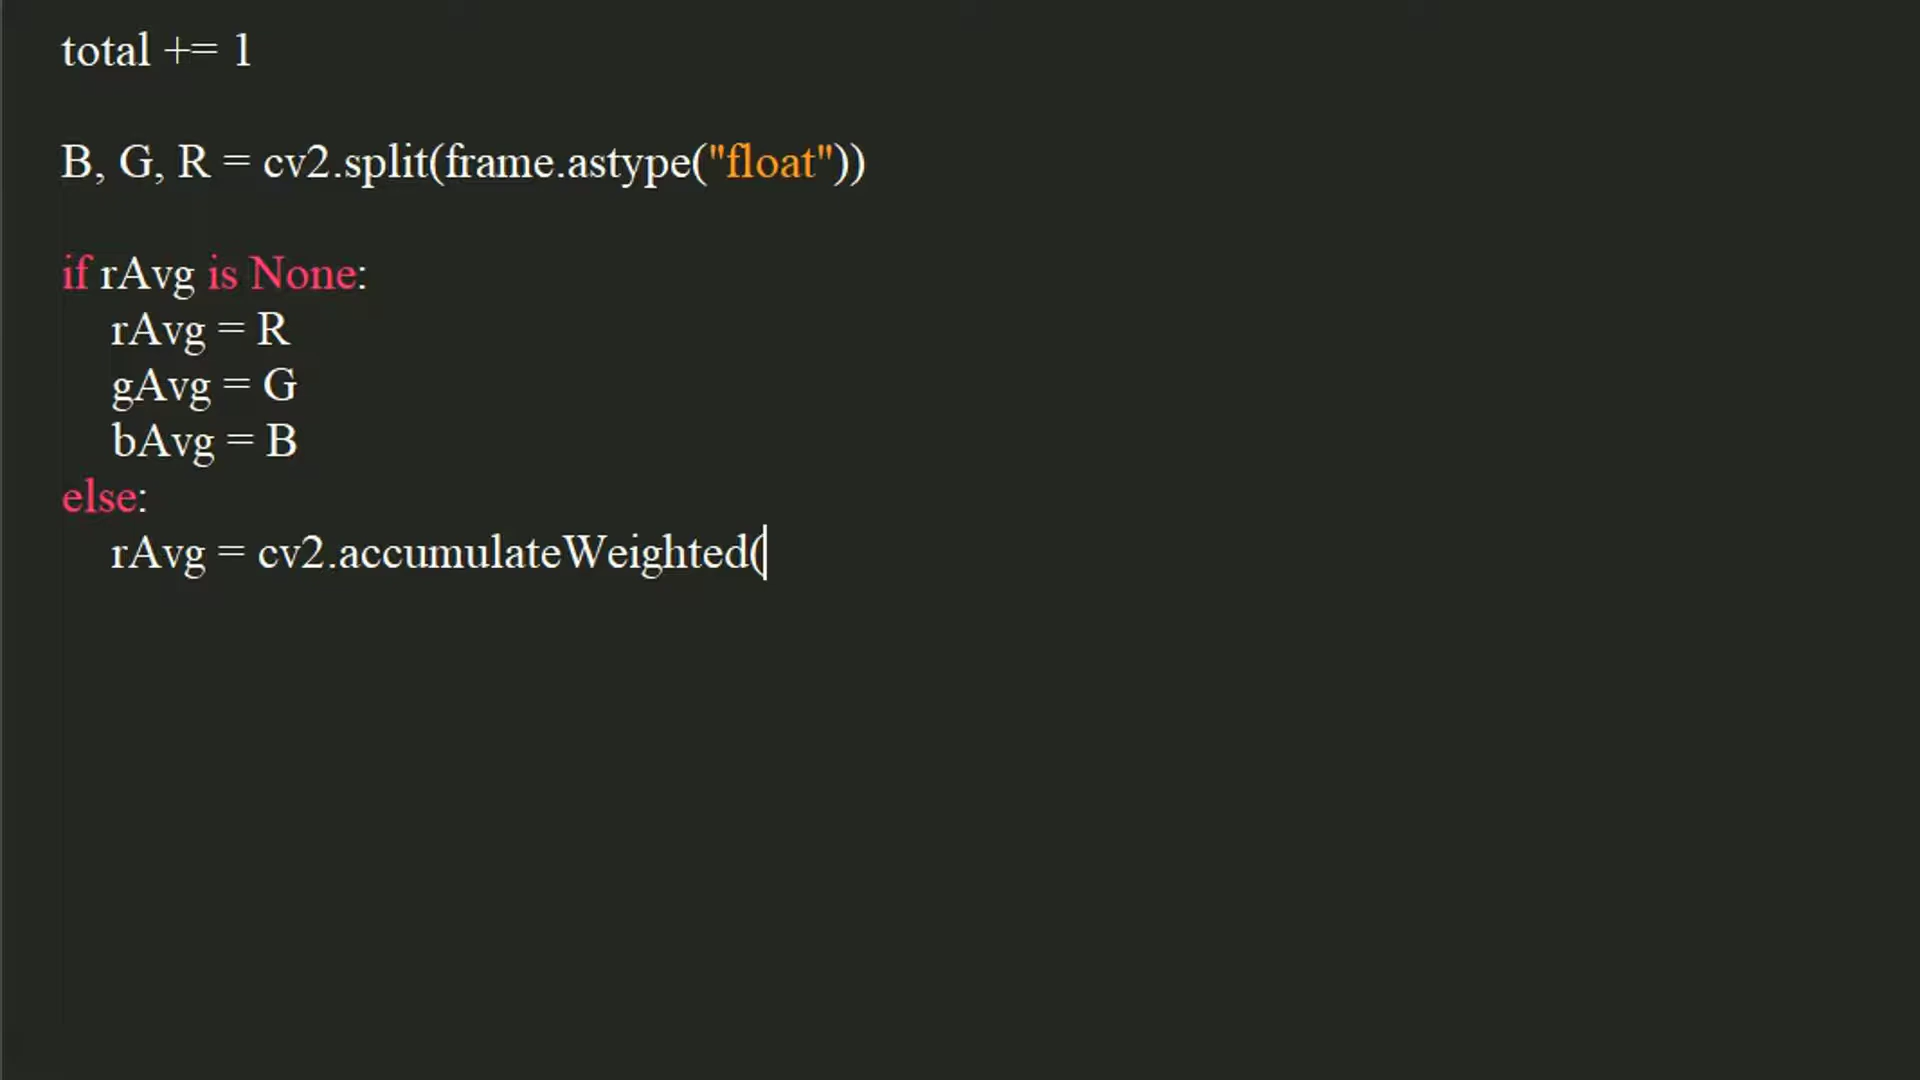 total += 1
B, G, R = cv2.split(frame.astype("float"))
if rAvg is None:
rAvg = R
gAvg = G
bAvg = B
else:
rAvg = cv2.accumulateWeighted(